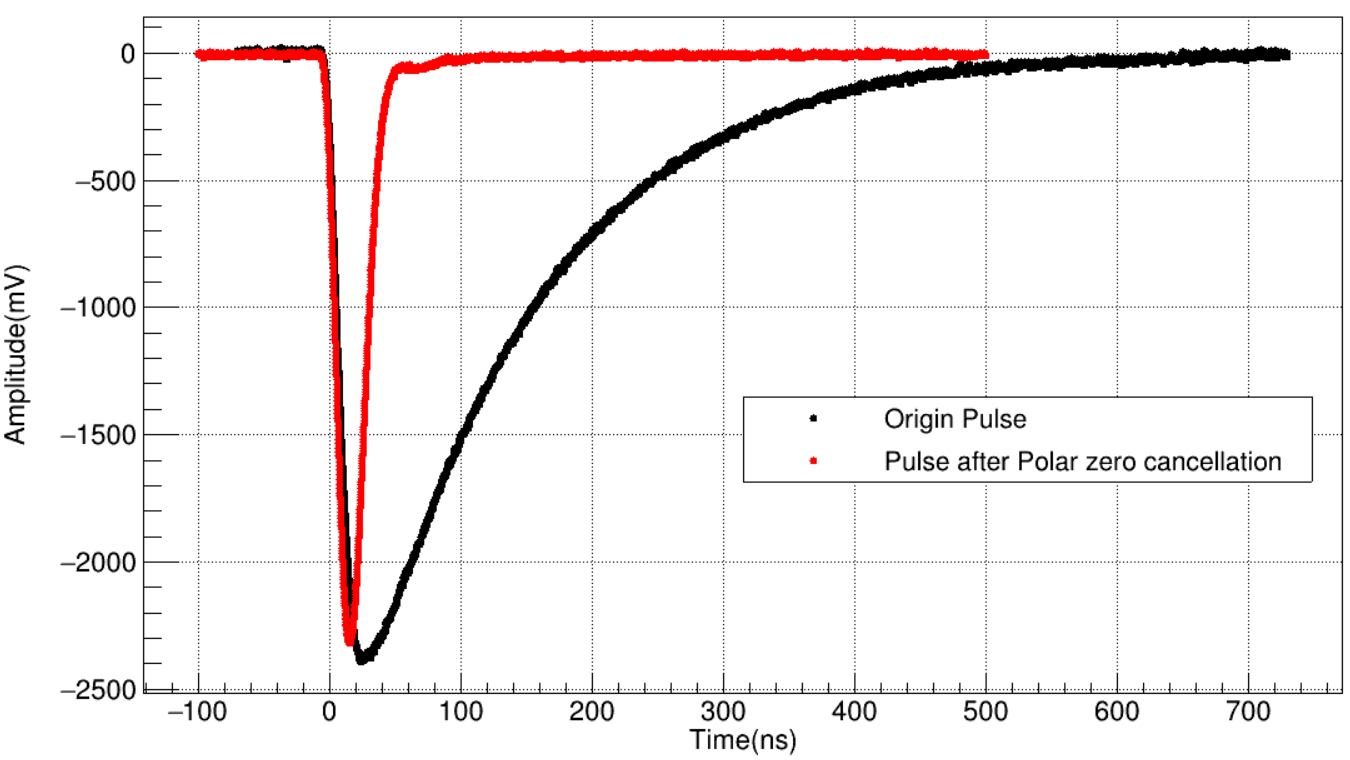 0
−500
−1000
−1500
−2000
−2500
Amplitude(mV)
Origin Pulse
Pulse after Polar zero cancellation
−100 0 100 200 300 400 500 600 700
Time(ns)